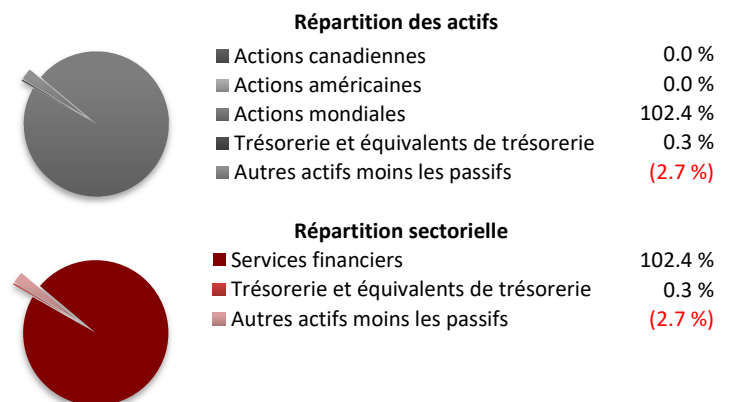 Répartition des actifs
Actions canadiennes 0.0 %
Actions américaines 0.0 %
Actions mondiales 102.4 %
Trésorerie et équivalents de trésorerie 0.3 %
Autres actifs moins les passifs (2.7 %)
Répartition sectorielle
Services financiers 102.4 %
Trésorerie et équivalents de trésorerie 0.3 %
Autres actifs moins les passifs (2.7 %)